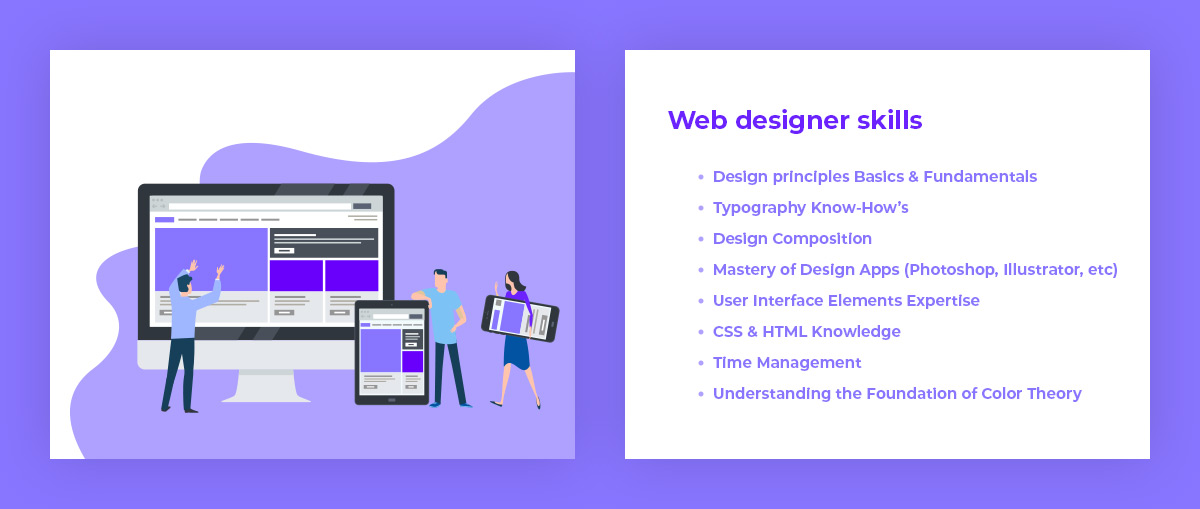 Web designer skills
• Design principles Basics & Fundamentals
• Typography Know-How’s
• Design Composition
• Mastery of Design Apps (Photoshop, Illustrator, etc)
• User Interface Elements Expertise
• CSS & HTML Knowledge
• Time Management
• Understanding the Foundation of Color Theory